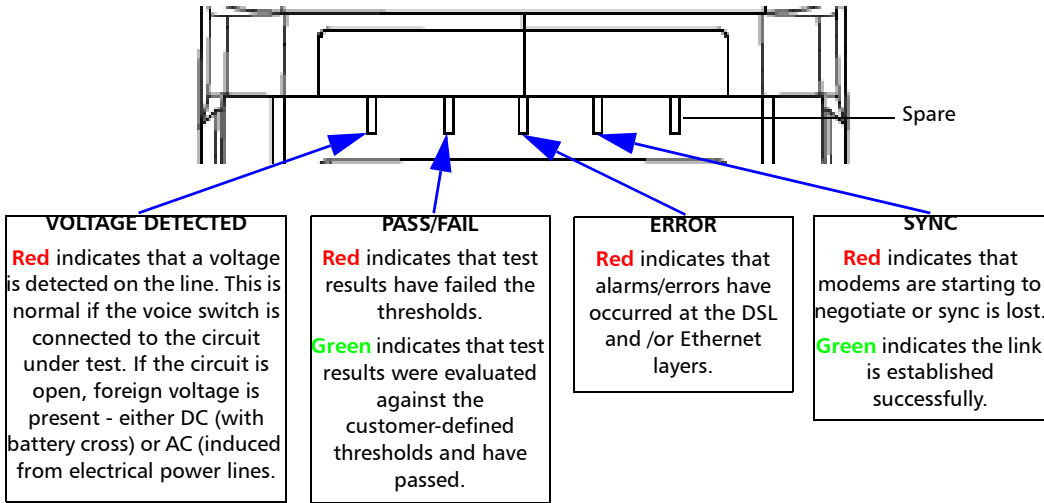 Spare
VOLTAGE DETECTED
Red indicates that a voltage
is detected on the line. This is
normal if the voice switch is
connected to the circuit
under test. If the circuit is
open, foreign voltage is
present - either DC (with
battery cross) or AC (induced
from electrical power lines.
PASS/FAIL
Red indicates that test
results have failed the
thresholds.
Green indicates that test
results were evaluated
against the
customer-defined
thresholds and have
passed.
ERROR
Red indicates that
alarms/errors have
occurred at the DSL
and /or Ethernet
layers.
SYNC
Red indicates that
modems are starting to
negotiate or sync is lost.
Green indicates the link
is established
successfully.